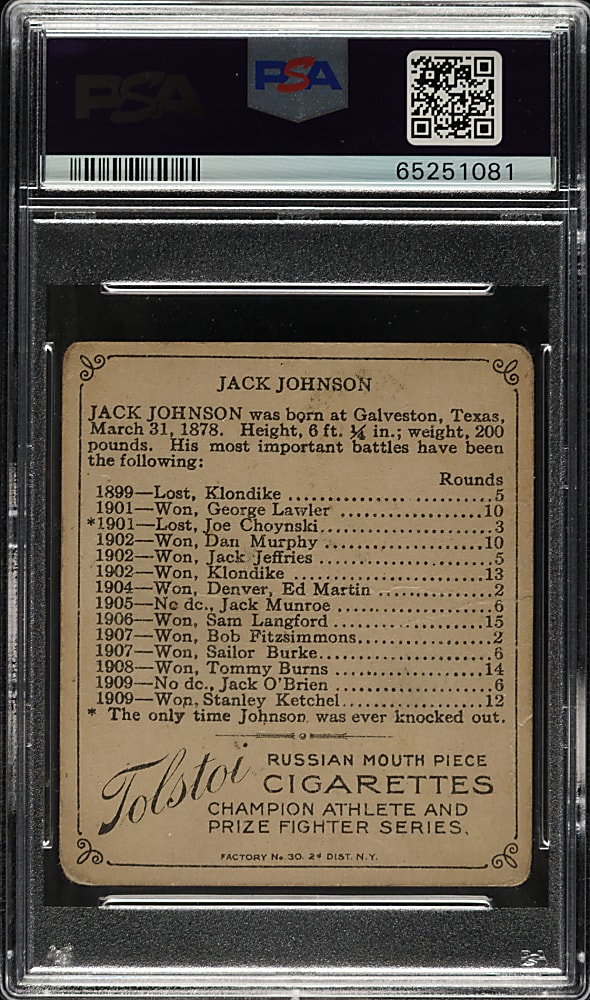 PSA
PSA
65251081
JACK JOHNSON
JACK JOHNSON was born at Galveston, Texas,
March 31, 1878. Height, 6 ft. ¼ in.; weight, 200
pounds. His most important battles have been
the following:
Rounds
1899—Lost, Klondike ........................5
1901—Won, George Lawler ..................10
*1901—Lost, Joe Choynski.....................3
1902—Won, Dan Murphy ....................10
1902—Won, Jack Jeffries .....................5
1902—Won, Klondike .......................13
1904—Won, Denver, Ed Martin ..............2
1905—No dc., Jack Munroe ...................6
1906—Won, Sam Langford...................15
1907—Won, Bob Fitzsimmons.................2
1907—Won, Sailor Burke......................6
1908—Won, Tommy Burns ..................14
1909—No dc., Jack O'Brien ...................6
1909—Won, Stanley Ketchel..................12
* The only time Johnson was ever knocked out.
Tolstoi RUSSIAN MOUTH PIECE
CIGARETTES
CHAMPION ATHLETE AND
PRIZE FIGHTER SERIES.
FACTORY No. 30. 2d DIST. N.Y.
PSA